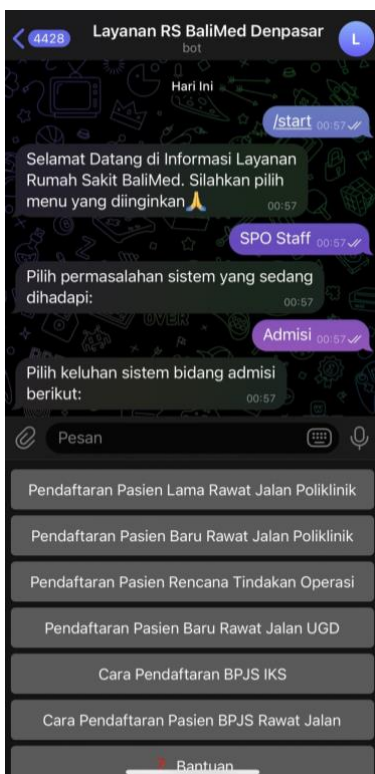 4428
Layanan RS BaliMed Denpasar
L
bot
Hari Ini
/start 00:57
Selamat Datang di Informasi Layanan
Rumah Sakit BaliMed. Silahkan pilih
menu yang diinginkan🙏 00:57
SPO Staff 00:57
Pilih permasalahan sistem yang sedang
dihadapi: 00:57
Admisi 00:57
Pilih keluhan sistem bidang admisi
berikut: 00:57
Pesan
Pendaftaran Pasien Lama Rawat Jalan Poliklinik
Pendaftaran Pasien Baru Rawat Jalan Poliklinik
Pendaftaran Pasien Rencana Tindakan Operasi
Pendaftaran Pasien Baru Rawat Jalan UGD
Cara Pendaftaran BPJS IKS
Cara Pendaftaran Pasien BPJS Rawat Jalan
❓ Bantuan